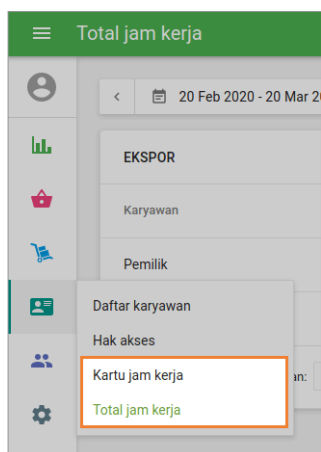 Total jam kerja
20 Feb 2020 - 20 Mar 20
EKSPOR
Karyawan
Pemilik
Daftar karyawan
Hak akses
Kartu jam kerja
an:
Total jam kerja